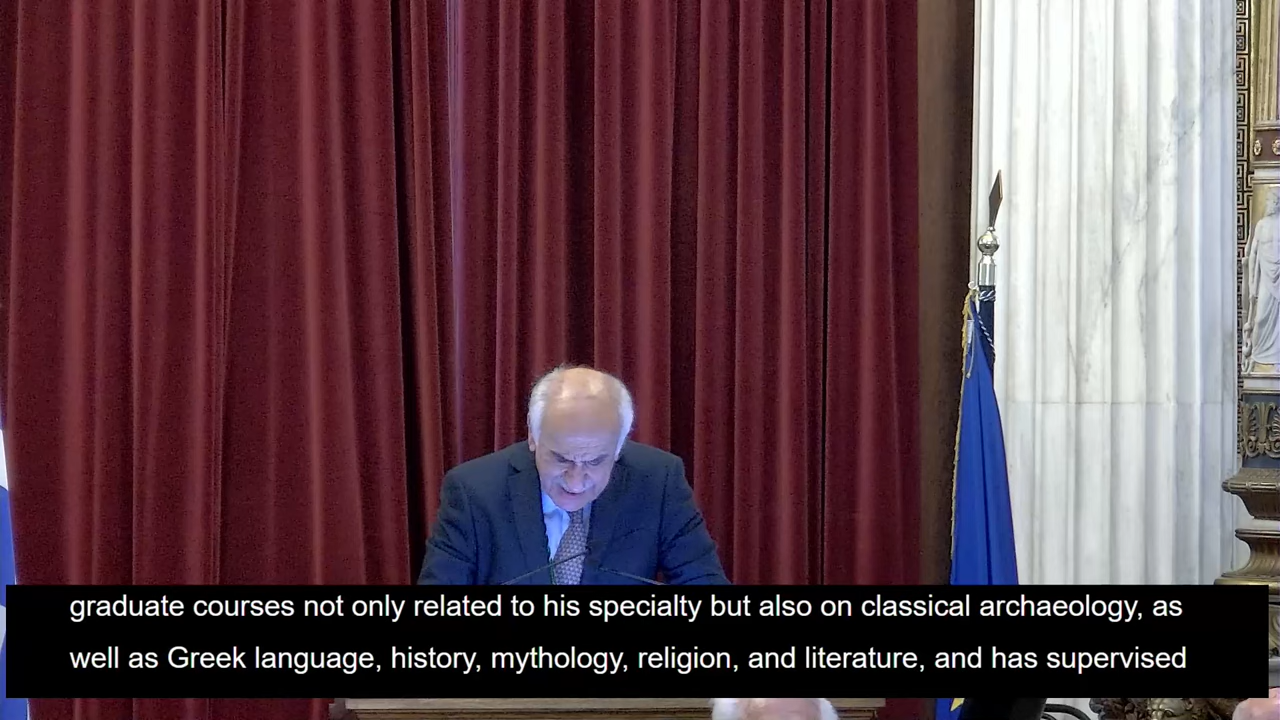 graduate courses not only related to his specialty but also on classical archaeology, as
well as Greek language, history, mythology, religion, and literature, and has supervised